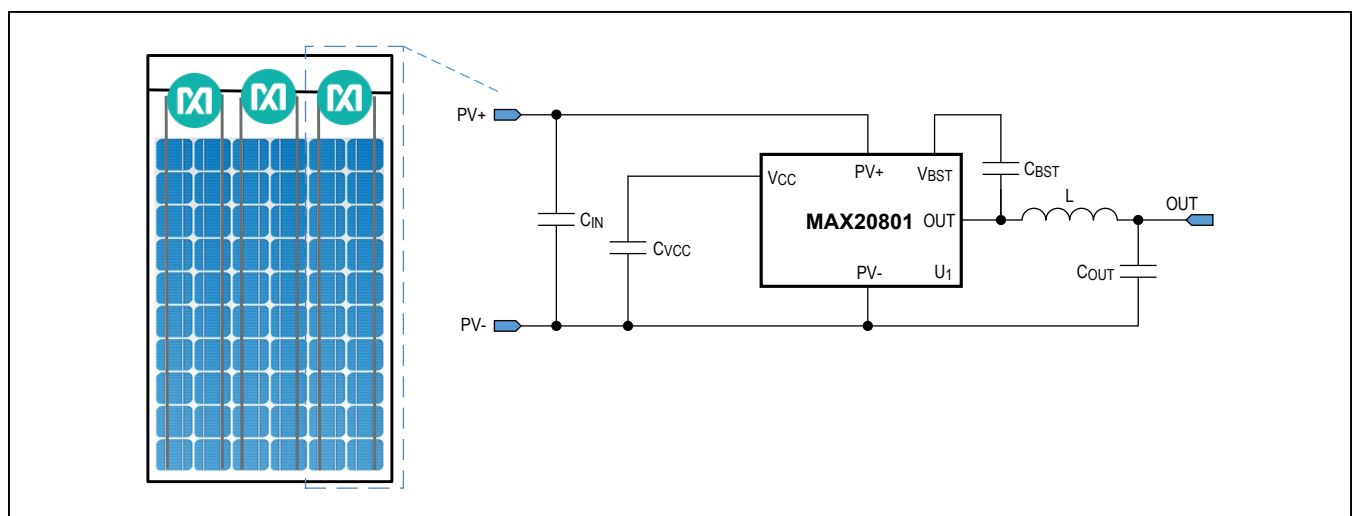 PV+
PV-
CIN
CVCC
VCC
PV+
VBST
MAX20801
OUT
PV-
U1
CBST
L
OUT
COUT